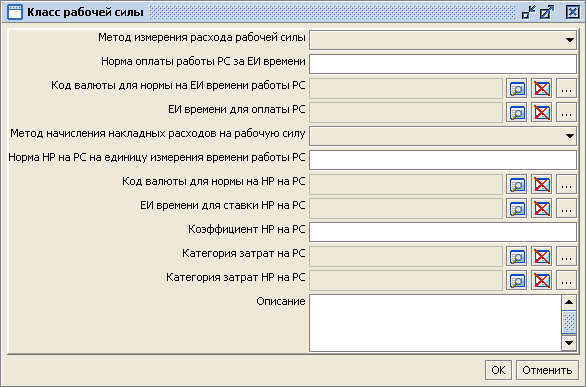 Класс рабочей силы
Метод измерения расхода рабочей силы
Норма оплаты работы РС за ЕИ времени
Код валюты для нормы на ЕИ времени работы РС
...
ЕИ времени для оплаты РС
...
Метод начисления накладных расходов на рабочую силу
Норма НР на РС на единицу измерения времени работы РС
Код валюты для нормы на НР на РС
...
ЕИ времени для ставки НР на РС
...
Коэффициент НР на РС
Категория затрат на РС
...
Категория затрат НР на РС
...
Описание
OK Отменить